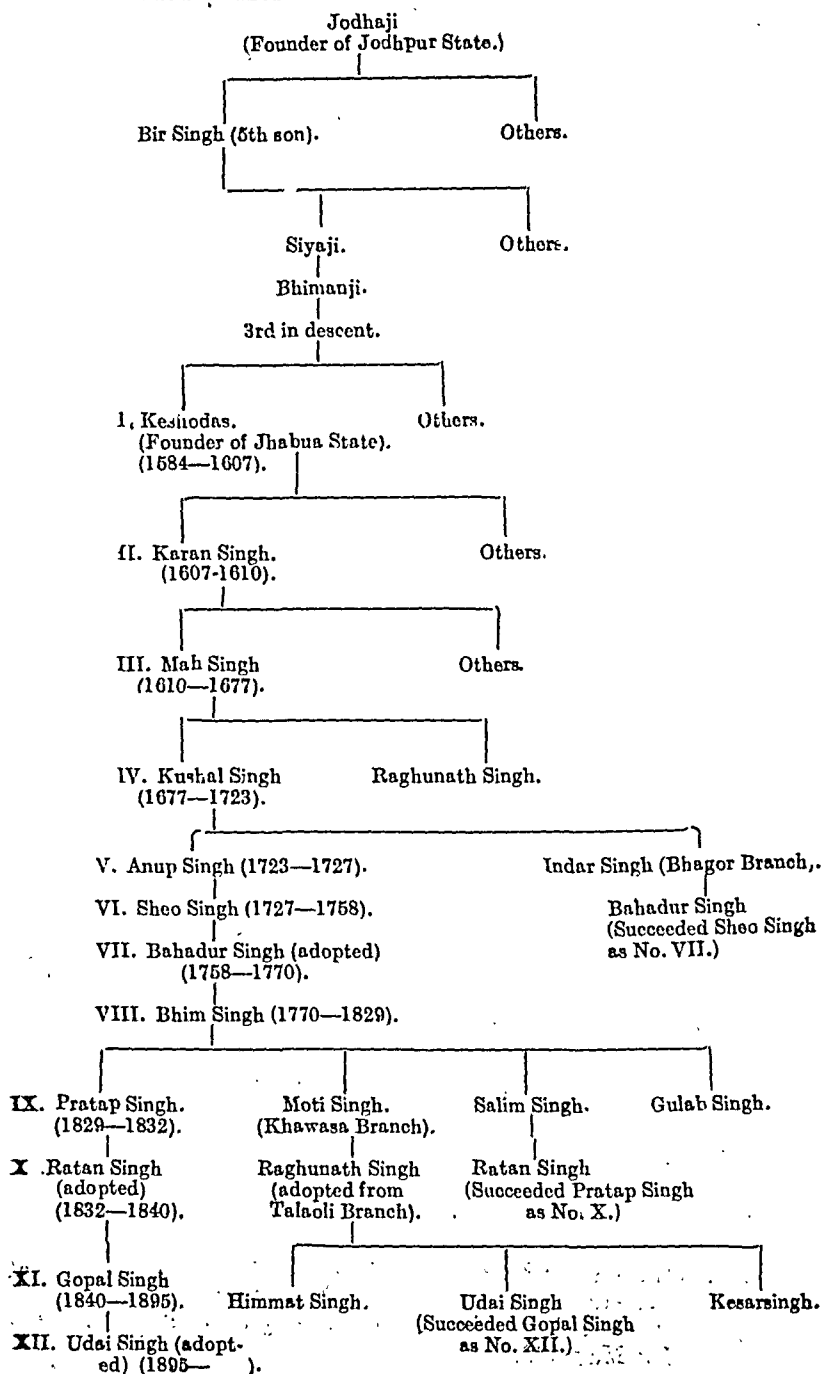 Jodhaji
(Founder of Jodhpur State.)
Bir Singh (5th son).
Others.
Siyaji.
Others.
Bhimanji.
3rd in descent.
I. Keshodas.
(Founder of Jhabua State).
(1584—1607).
Others.
II. Karan Singh.
(1607-1610).
Others.
III. Mah Singh
(1610—1677).
Others.
IV. Kushal Singh
(1677—1723).
Raghunath Singh.
V. Anup Singh (1723—1727).
Indar Singh (Bhagor Branch,.
VI. Sheo Singh (1727—1758).
Bahadur Singh
(Succeeded Sheo Singh
as No. VII.)
VII. Bahadur Singh (adopted)
(1758—1770).
VIII. Bhim Singh (1770—1829).
IX. Pratap Singh.
(1829—1832).
Moti Singh.
(Khawasa Branch).
Salim Singh.
Gulab Singh.
X .Ratan Singh
(adopted)
(1832—1840).
Raghunath Singh
(adopted from
Talaoli Branch).
Ratan Singh
(Succeeded Pratap Singh
as No. X.)
XI. Gopal Singh
(1840—1895).
Himmat Singh.
Udai Singh
(Succeeded Gopal Singh
as No. XII.)
Kesarsingh.
XII. Udai Singh (adopt-
ed) (1895— ).